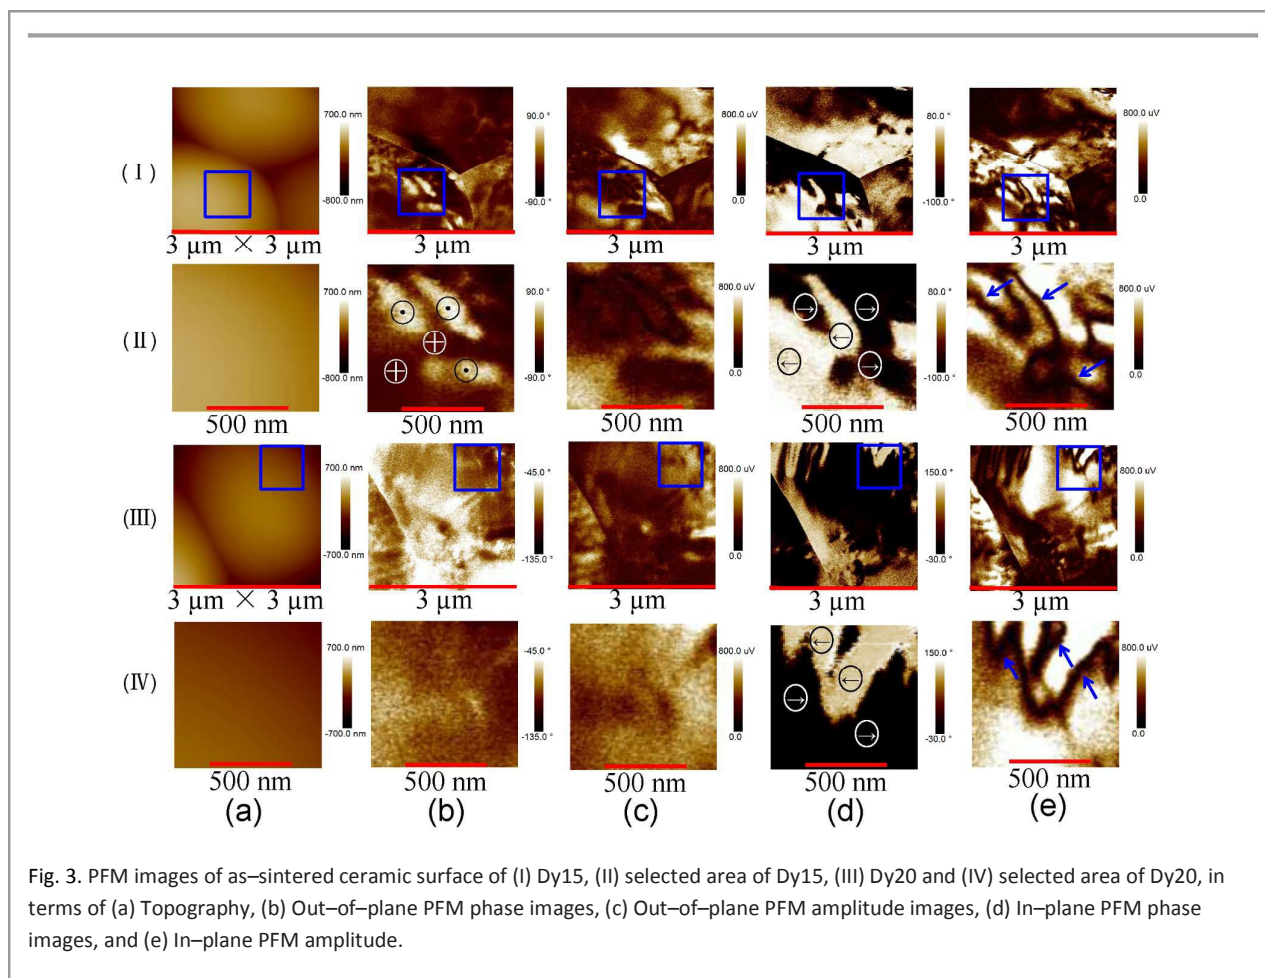 700.0 nm 90.0 ° 800.0 uV 80.0 ° 800.0 uV
(Ⅰ)
-800.0 nm -90.0 ° 0.0 -100.0 ° 0.0
3 μm × 3 μm 3 μm 3 μm 3 μm 3 μm
700.0 nm 90.0 ° 800.0 uV 80.0 ° 800.0 uV
(Ⅱ)
-800.0 nm -90.0 ° 0.0 -100.0 ° 0.0
500 nm 500 nm 500 nm 500 nm 500 nm
700.0 nm -45.0 ° 800.0 uV 150.0 ° 800.0 uV
(Ⅲ)
-700.0 nm -135.0 ° 0.0 -30.0 ° 0.0
3 μm × 3 μm 3 μm 3 μm 3 μm 3 μm
700.0 nm -45.0 ° 800.0 uV 150.0 ° 800.0 uV
(Ⅳ)
-700.0 nm -135.0 ° 0.0 -30.0 ° 0.0
500 nm 500 nm 500 nm 500 nm 500 nm
(a) (b) (c) (d) (e)
Fig. 3. PFM images of as–sintered ceramic surface of (I) Dy15, (II) selected area of Dy15, (III) Dy20 and (IV) selected area of Dy20, in
terms of (a) Topography, (b) Out–of–plane PFM phase images, (c) Out–of–plane PFM amplitude images, (d) In–plane PFM phase
images, and (e) In–plane PFM amplitude.